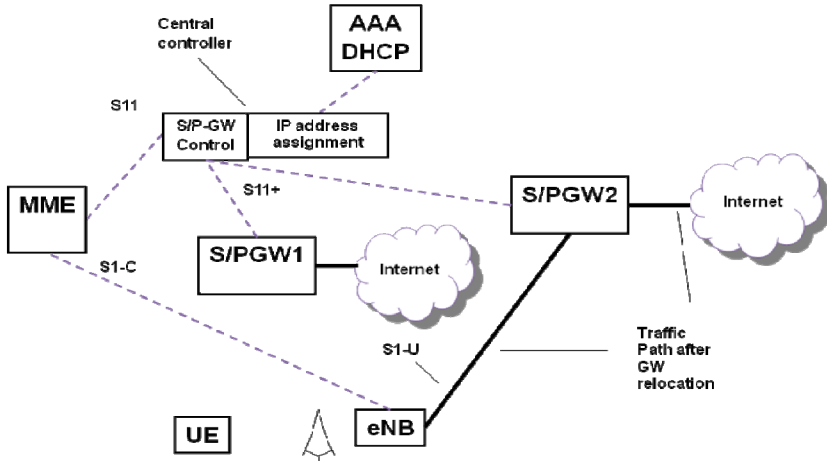 Central
controller
AAA
DHCP
S11
S/P-GW
Control
IP address
assignment
S11+
MME
S/PGW2
Internet
S/PGW1
Internet
S1-C
S1-U
Traffic
Path after
GW
relocation
UE
eNB